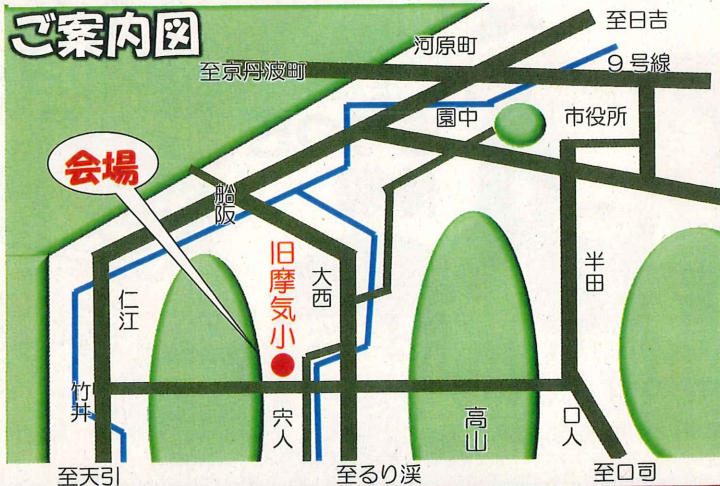 ご案内図
至日吉
河原町
至京丹波町
9号線
園中
市役所
会場
船阪
旧摩気小
大西
半田
仁江
竹井
宍人
高山
口人
至天引
至るり渓
至口司